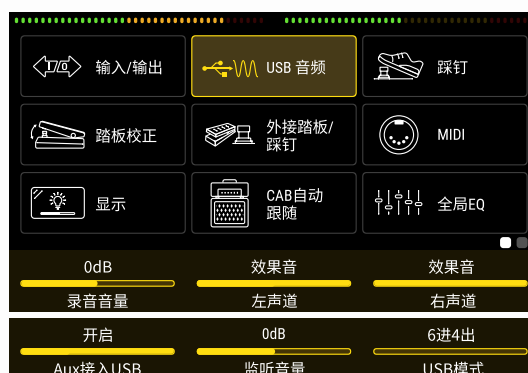 I/O 输入/输出
USB 音频
踩钉
踏板校正
外接踏板/
踩钉
MIDI
显示
CAB自动
跟随
全局EQ
0dB
效果音
效果音
录音音量
左声道
右声道
开启
0dB
6进4出
Aux接入USB
监听音量
USB模式